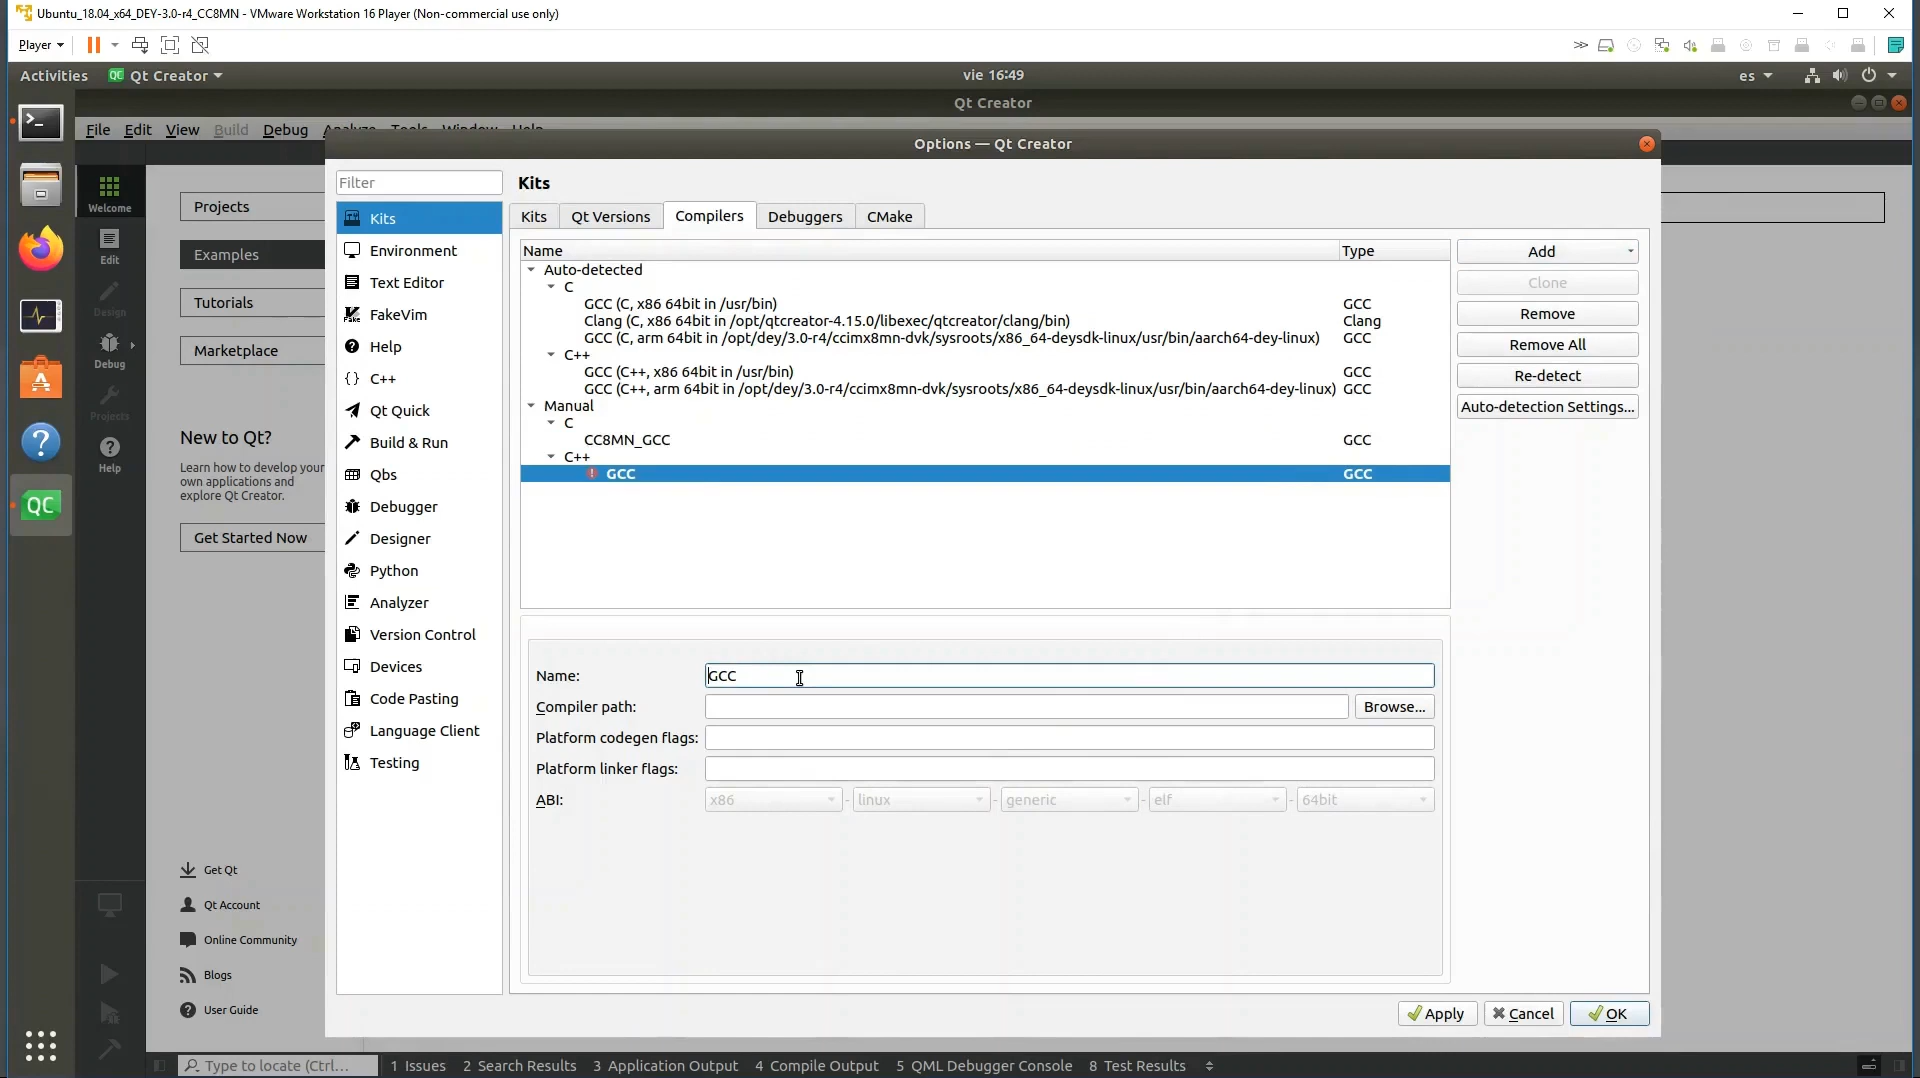 Ubuntu_18.04_x64_DEY-3.0-r4_CC8MN - VMware Workstation 16 Player (Non-commercial use only)
Player
Activities
QC Qt Creator
vie 16:49
es
Qt Creator
File Edit View Build Debug Analyze Tools Window Help
Options — Qt Creator
Filter
Kits
Environment
Text Editor
FakeVim
Help
{} C++
Qt Quick
Build & Run
Qbs
Debugger
Designer
Python
Analyzer
Version Control
Devices
Code Pasting
Language Client
Testing
Kits
Kits Qt Versions Compilers Debuggers CMake
Name Type
Auto-detected
C
GCC (C, x86 64bit in /usr/bin) GCC
Clang (C, x86 64bit in /opt/qtcreator-4.15.0/libexec/qtcreator/clang/bin) Clang
GCC (C, arm 64bit in /opt/dey/3.0-r4/ccimx8mn-dvk/sysroots/x86_64-deysdk-linux/usr/bin/aarch64-dey-linux) GCC
C++
GCC (C++, x86 64bit in /usr/bin) GCC
GCC (C++, arm 64bit in /opt/dey/3.0-r4/ccimx8mn-dvk/sysroots/x86_64-deysdk-linux/usr/bin/aarch64-dey-linux) GCC
Manual
C
CC8MN_GCC GCC
C++
GCC GCC
Add
Clone
Remove
Remove All
Re-detect
Auto-detection Settings...
Name: GCC
Compiler path: Browse...
Platform codegen flags:
Platform linker flags:
ABI: x86 - linux - generic - elf - 64bit
Apply Cancel OK
Welcome
Edit
Design
Debug
Projects
Help
QC
Projects
Examples
Tutorials
Marketplace
New to Qt?
Learn how to develop your
own applications and
explore Qt Creator.
Get Started Now
Get Qt
Qt Account
Online Community
Blogs
User Guide
Type to locate (Ctrl...
1 Issues 2 Search Results 3 Application Output 4 Compile Output 5 QML Debugger Console 8 Test Results